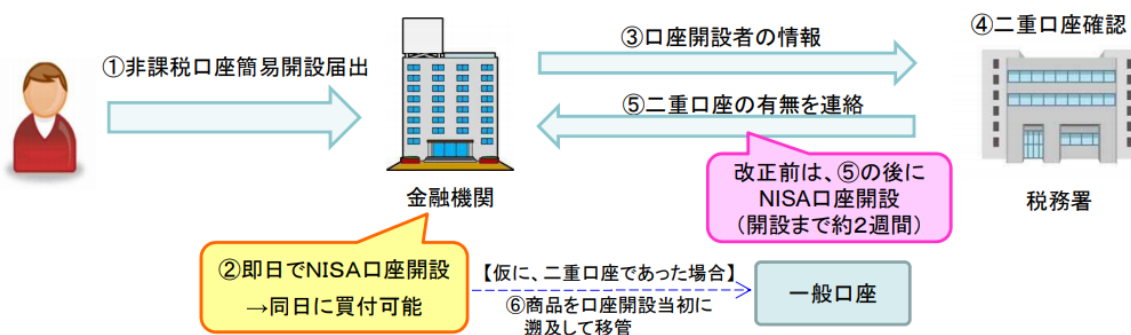 ①非課税口座簡易開設届出
金融機関
③口座開設者の情報
⑤二重口座の有無を連絡
④二重口座確認
税務署
改正前は、⑤の後に
NISA口座開設
（開設まで約2週間）
②即日でNISA口座開設
→同日に買付可能
【仮に、二重口座であった場合】
⑥商品を口座開設当初に
遡及して移管
一般口座